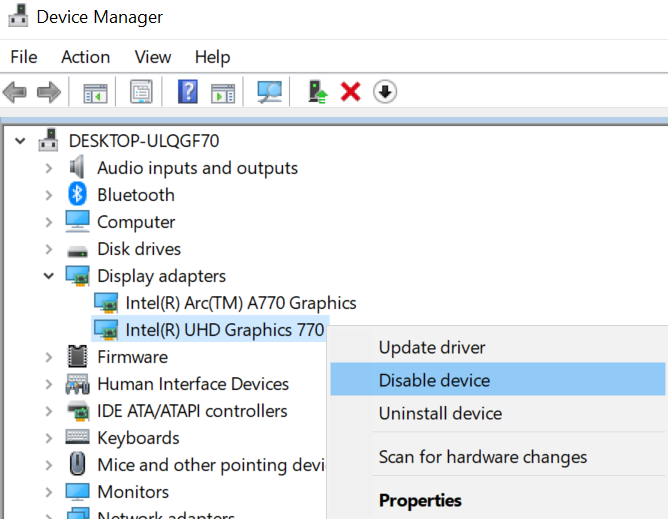 Device Manager
File Action View Help
DESKTOP-ULQGF70
Audio inputs and outputs
Bluetooth
Computer
Disk drives
Display adapters
Intel(R) Arc(TM) A770 Graphics
Intel(R) UHD Graphics 770
Update driver
Firmware
Disable device
Human Interface Devices
IDE ATA/ATAPI controllers
Uninstall device
Keyboards
Scan for hardware changes
Mice and other pointing devi
Monitors
Properties
Network adapters